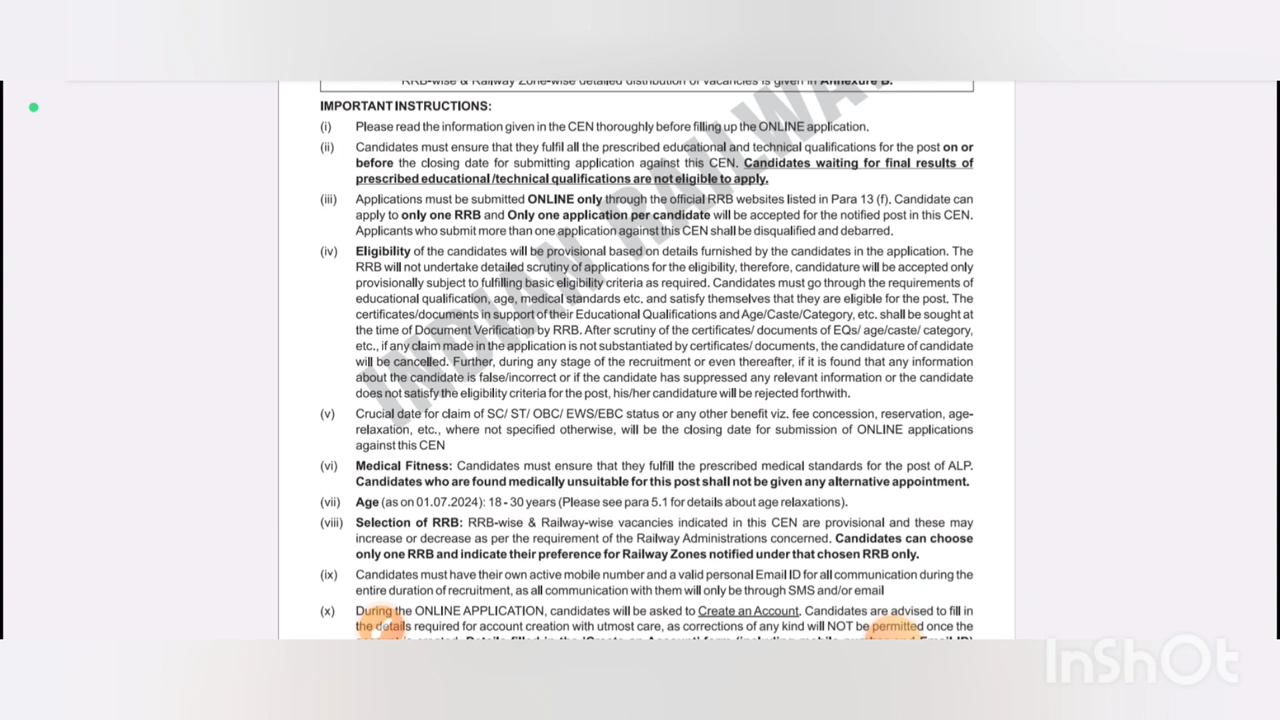 RRB-wise & Railway Zone-wise detailed distribution of vacancies is given in Annexure B.
IMPORTANT INSTRUCTIONS:
(i) Please read the information given in the CEN thoroughly before filling up the ONLINE application.
(ii) Candidates must ensure that they fulfil all the prescribed educational and technical qualifications for the post on or
before the closing date for submitting application against this CEN. Candidates waiting for final results of
prescribed educational /technical qualifications are not eligible to apply.
(iii) Applications must be submitted ONLINE only through the official RRB websites listed in Para 13 (f). Candidate can
apply to only one RRB and Only one application per candidate will be accepted for the notified post in this CEN.
Applicants who submit more than one application against this CEN shall be disqualified and debarred.
(iv) Eligibility of the candidates will be provisional based on details furnished by the candidates in the application. The
RRB will not undertake detailed scrutiny of applications for the eligibility, therefore, candidature will be accepted only
provisionally subject to fulfilling basic eligibility criteria as required. Candidates must go through the requirements of
educational qualification, age, medical standards etc. and satisfy themselves that they are eligible for the post. The
certificates/documents in support of their Educational Qualifications and Age/Caste/Category, etc. shall be sought at
the time of Document Verification by RRB. After scrutiny of the certificates/ documents of EQs/ age/caste/ category,
etc., if any claim made in the application is not substantiated by certificates/ documents, the candidature of candidate
will be cancelled. Further, during any stage of the recruitment or even thereafter, if it is found that any information
about the candidate is false/incorrect or if the candidate has suppressed any relevant information or the candidate
does not satisfy the eligibility criteria for the post, his/her candidature will be rejected forthwith.
(v) Crucial date for claim of SC/ ST/ OBC/ EWS/EBC status or any other benefit viz. fee concession, reservation, age-
relaxation, etc., where not specified otherwise, will be the closing date for submission of ONLINE applications
against this CEN
(vi) Medical Fitness: Candidates must ensure that they fulfill the prescribed medical standards for the post of ALP.
Candidates who are found medically unsuitable for this post shall not be given any alternative appointment.
(vii) Age (as on 01.07.2024): 18 - 30 years (Please see para 5.1 for details about age relaxations).
(viii) Selection of RRB: RRB-wise & Railway-wise vacancies indicated in this CEN are provisional and these may
increase or decrease as per the requirement of the Railway Administrations concerned. Candidates can choose
only one RRB and indicate their preference for Railway Zones notified under that chosen RRB only.
(ix) Candidates must have their own active mobile number and a valid personal Email ID for all communication during the
entire duration of recruitment, as all communication with them will only be through SMS and/or email
(x) During the ONLINE APPLICATION, candidates will be asked to Create an Account. Candidates are advised to fill in
the details required for account creation with utmost care, as corrections of any kind will NOT be permitted once the
INDIAN RAILWA
InShOt